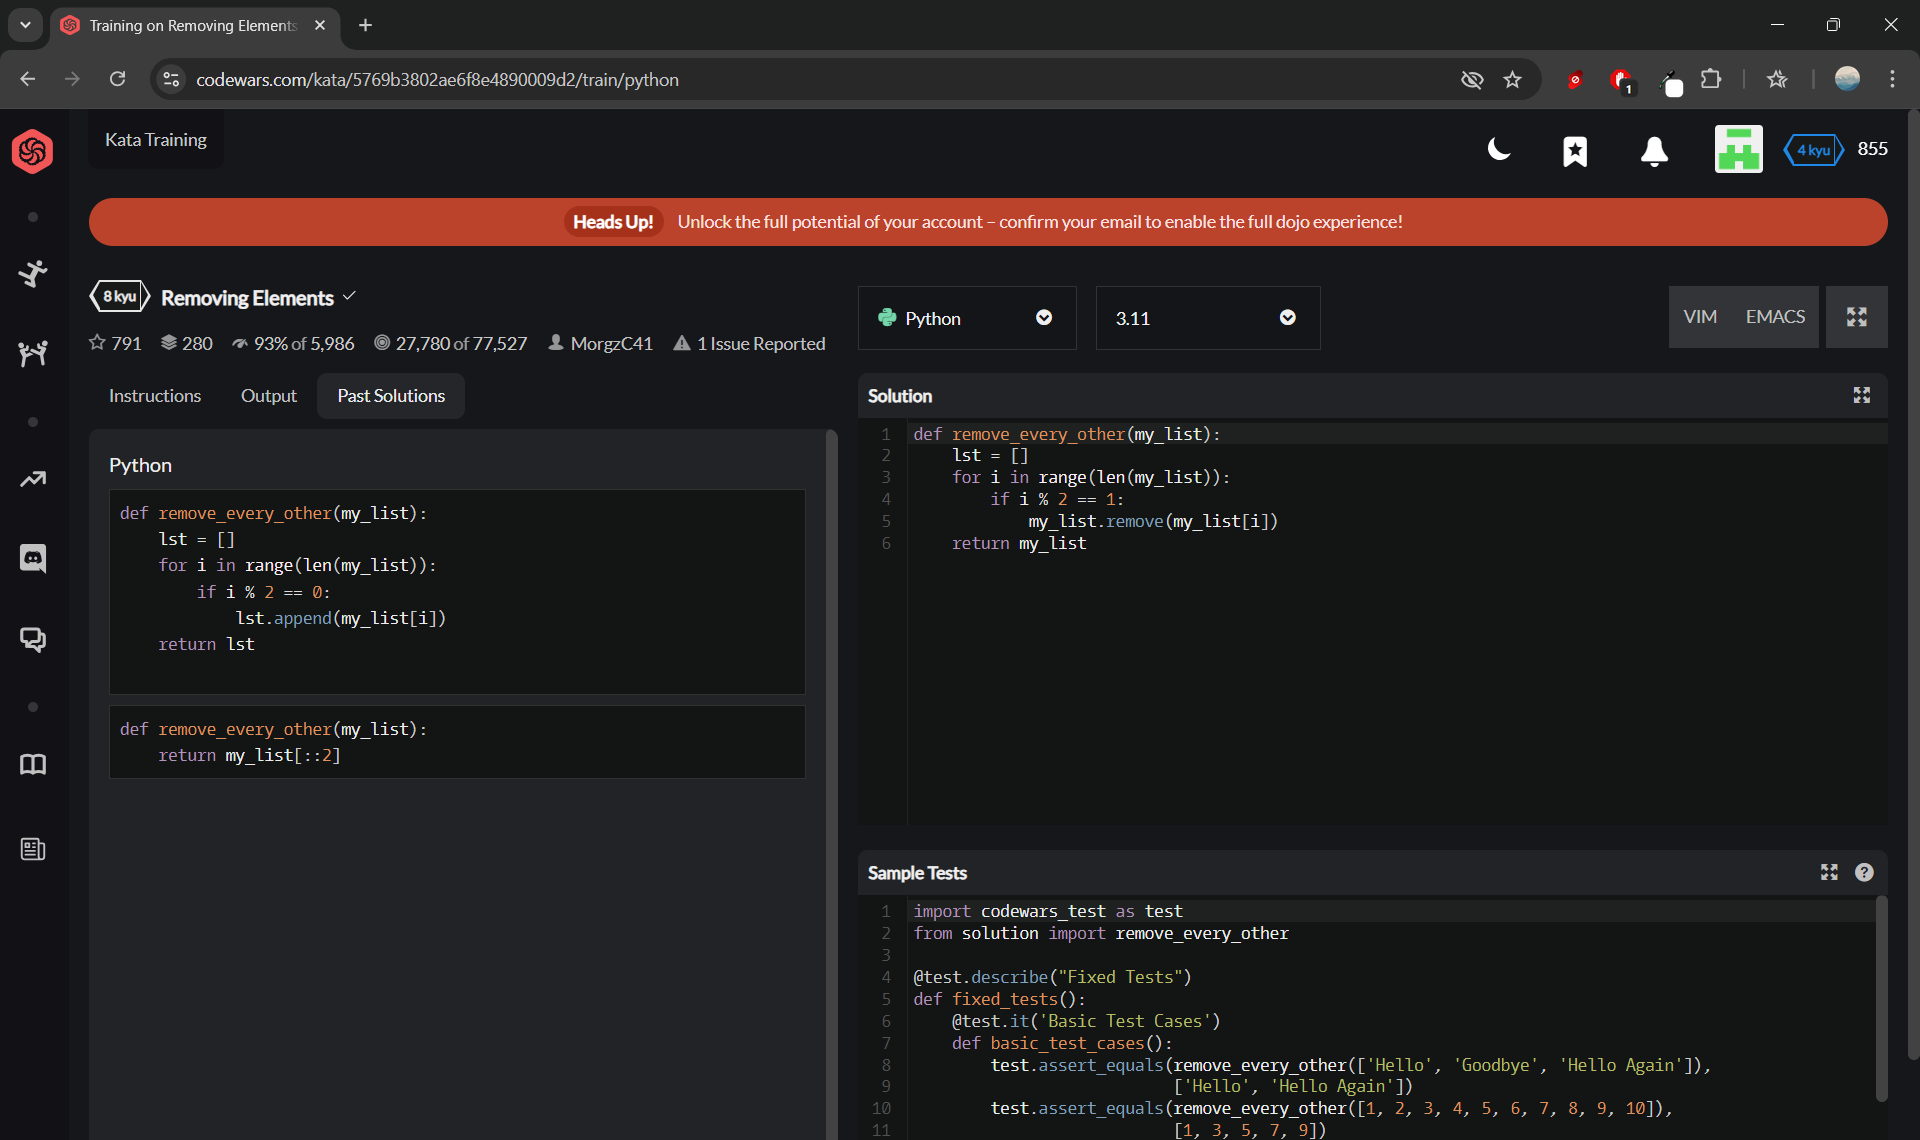 Training on Removing Elements
codewars.com/kata/5769b3802ae6f8e4890009d2/train/python
1
Kata Training
4 kyu
855
Heads Up! Unlock the full potential of your account – confirm your email to enable the full dojo experience!
8 kyu
Removing Elements
791
280
93% of 5,986
27,780 of 77,527
MorgzC41
1 Issue Reported
Python
3.11
VIM
EMACS
Instructions
Output
Past Solutions
Python
def remove_every_other(my_list):
    lst = []
    for i in range(len(my_list)):
        if i % 2 == 0:
            lst.append(my_list[i])
    return lst
def remove_every_other(my_list):
    return my_list[::2]
Solution
1 def remove_every_other(my_list):
2     lst = []
3     for i in range(len(my_list)):
4         if i % 2 == 1:
5             my_list.remove(my_list[i])
6     return my_list
Sample Tests
?
1 import codewars_test as test
2 from solution import remove_every_other
3
4 @test.describe("Fixed Tests")
5 def fixed_tests():
6     @test.it('Basic Test Cases')
7     def basic_test_cases():
8         test.assert_equals(remove_every_other(['Hello', 'Goodbye', 'Hello Again']),
9                            ['Hello', 'Hello Again'])
10         test.assert_equals(remove_every_other([1, 2, 3, 4, 5, 6, 7, 8, 9, 10]),
11                            [1, 3, 5, 7, 9])